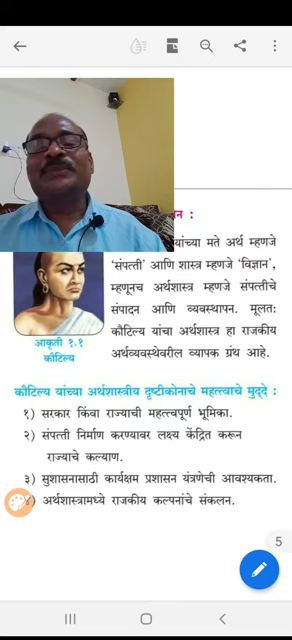 न :
यांच्या मते अर्थ म्हणजे
'संपत्ती' आणि शास्त्र म्हणजे 'विज्ञान',
म्हणूनच अर्थशास्त्र म्हणजे संपत्तीचे
संपादन आणि व्यवस्थापन. मूलतः
कौटिल्य यांचा अर्थशास्त्र हा राजकीय
अर्थव्यवस्थेवरील व्यापक ग्रंथ आहे.
आकृती १.१
कौटिल्य
कौटिल्य यांच्या अर्थशास्त्रीय दृष्टीकोनाचे महत्त्वाचे मुद्दे :
१) सरकार किंवा राज्याची महत्त्वपूर्ण भूमिका.
२) संपत्ती निर्माण करण्यावर लक्ष्य केंद्रित करून
राज्याचे कल्याण.
३) सुशासनासाठी कार्यक्षम प्रशासन यंत्रणेची आवश्यकता.
४) अर्थशास्त्रामध्ये राजकीय कल्पनांचे संकलन.
5